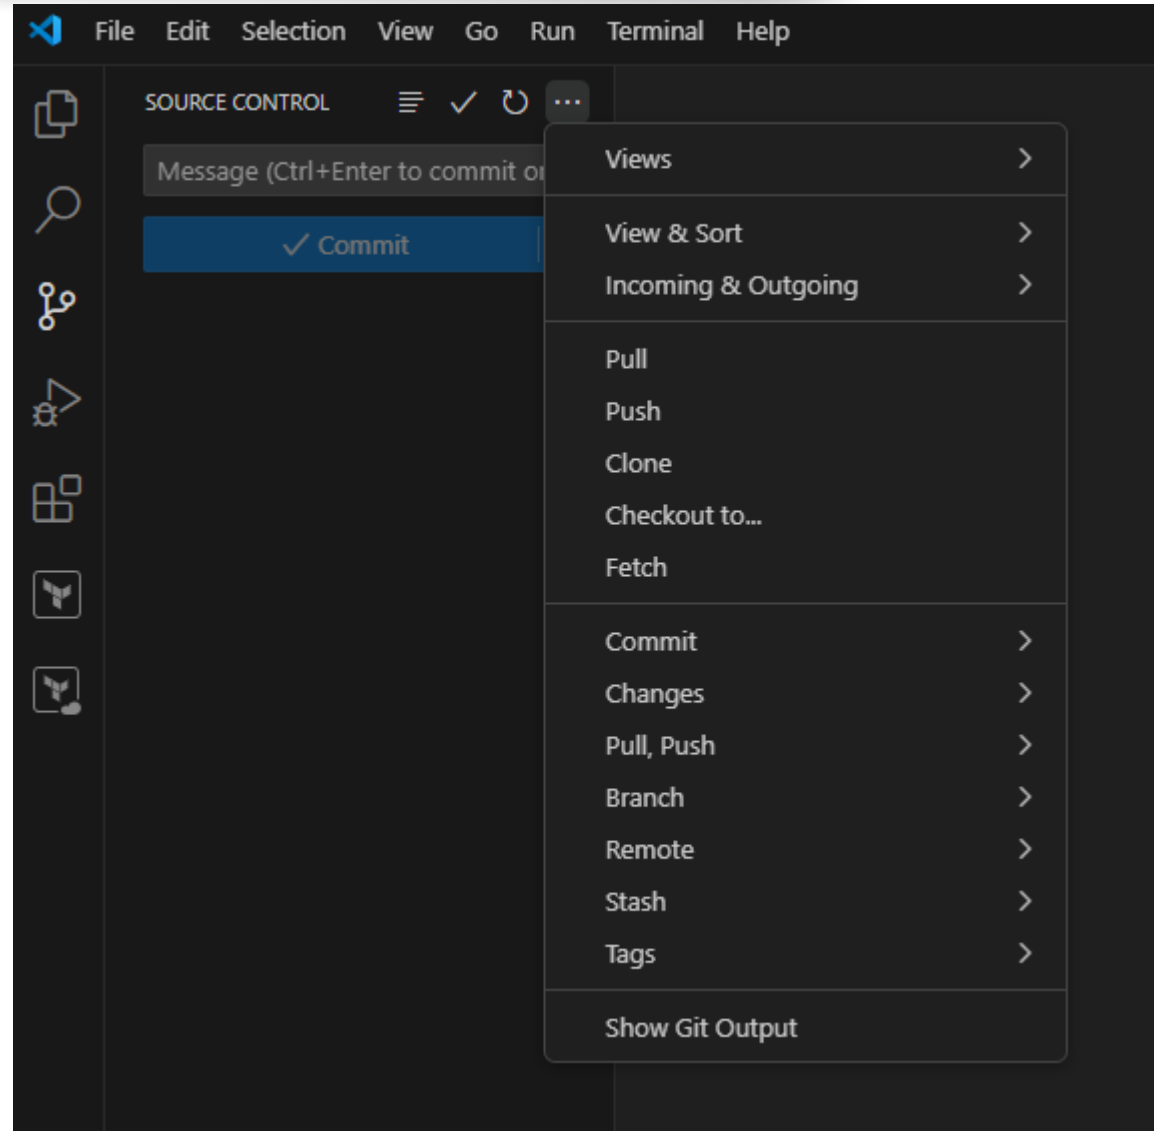 File Edit Selection View Go Run Terminal Help
SOURCE CONTROL
Message (Ctrl+Enter to commit
Commit
Views
View & Sort
Incoming & Outgoing
Pull
Push
Clone
Checkout to...
Fetch
Commit
Changes
Pull, Push
Branch
Remote
Stash
Tags
Show Git Output